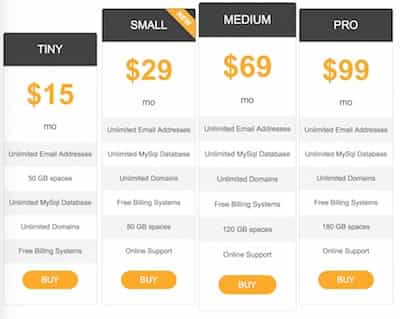 TINY
$15
mo
Unlimited Email Addresses
50 GB spaces
Unlimited MySql Database
Unlimited Domains
Free Billing Systems
BUY
SMALL
NEW
$29
mo
Unlimited Email Addresses
Unlimited MySql Database
Unlimited Domains
Free Billing Systems
80 GB spaces
Online Support
BUY
MEDIUM
$69
mo
Unlimited Email Addresses
Unlimited MySql Database
Unlimited Domains
Free Billing Systems
120 GB spaces
Online Support
BUY
PRO
$99
mo
Unlimited Email Addresses
Unlimited MySql Database
Unlimited Domains
Free Billing Systems
180 GB spaces
Online Support
BUY